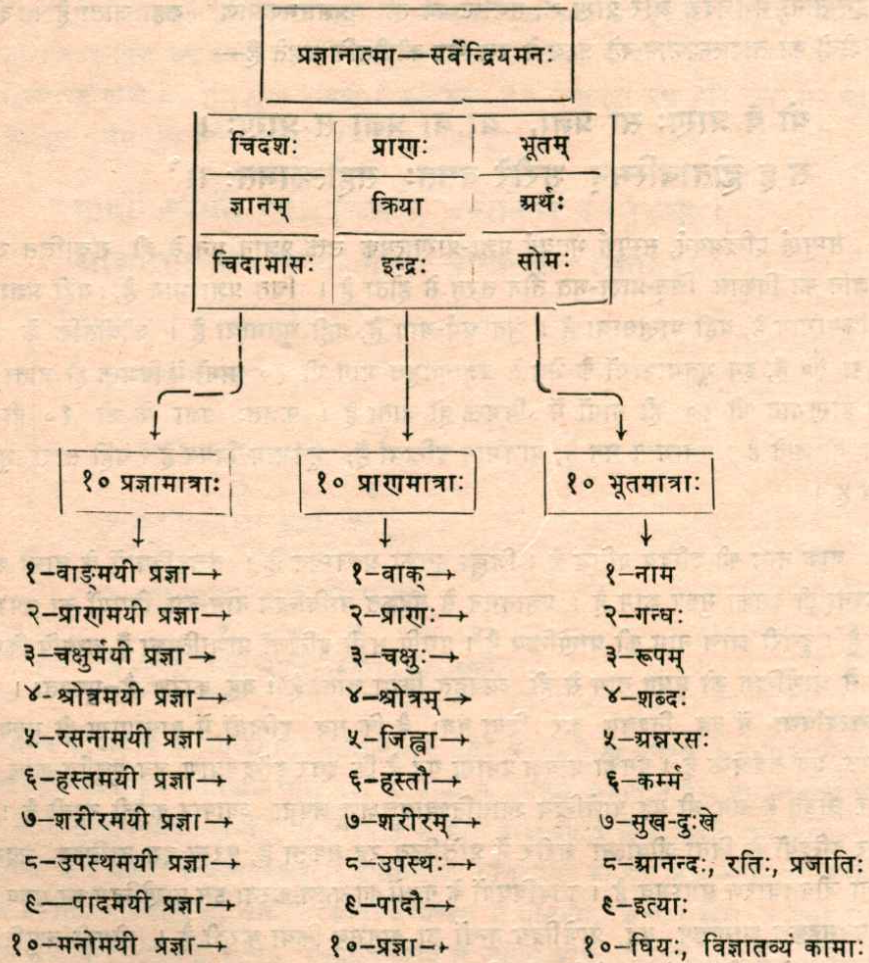 प्रज्ञानात्मा—सर्वेन्द्रियमनः
चिदंशः प्राणः भूतम्
ज्ञानम् क्रिया अर्थः
चिदाभासः इन्द्रः सोमः
१० प्रज्ञामात्राः १० प्राणमात्राः १० भूतमात्राः
१–वाङ्मयी प्रज्ञा→ १–वाक्→ १–नाम
२–प्राणमयी प्रज्ञा→ २–प्राणः→ २–गन्धः
३–चक्षुर्मयी प्रज्ञा→ ३–चक्षुः→ ३–रूपम्
४–श्रोत्रमयी प्रज्ञा→ ४–श्रोत्रम्→ ४–शब्दः
५–रसनामयी प्रज्ञा→ ५–जिह्वा→ ५–अन्नरसः
६–हस्तमयी प्रज्ञा→ ६–हस्तौ→ ६–कर्म्म
७–शरीरमयी प्रज्ञा→ ७–शरीरम्→ ७–सुख-दुःखे
८–उपस्थमयी प्रज्ञा→ ८–उपस्थः→ ८–आनन्दः, रतिः, प्रजातिः
९–पादमयी प्रज्ञा→ ९–पादौ→ ९–इत्याः
१०–मनोमयी प्रज्ञा→ १०–प्रज्ञा→ १०–धियः, विज्ञातव्यं कामाः